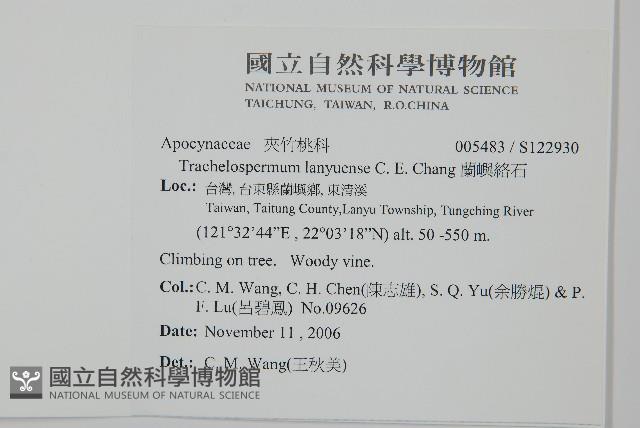 國立自然科學博物館
NATIONAL MUSEUM OF NATURAL SCIENCE
TAICHUNG, TAIWAN, R.O.CHINA
Apocynaceae 夾竹桃科 005483 / S122930
Trachelospermum lanyuense C. E. Chang 蘭嶼絡石
Loc.: 台灣, 台東縣蘭嶼鄉, 東清溪
Taiwan, Taitung County,Lanyu Township, Tungching River
(121°32′44”E , 22°03′18”N) alt. 50 -550 m.
Climbing on tree. Woody vine.
Col.: C. M. Wang, C. H. Chen(陳志雄), S. Q. Yu(余勝焜) & P.
F. Lu(呂碧鳳) No.09626
Date: November 11 , 2006
Det.: C. M. Wang(王秋美)
國立自然科學博物館
NATIONAL MUSEUM OF NATURAL SCIENCE